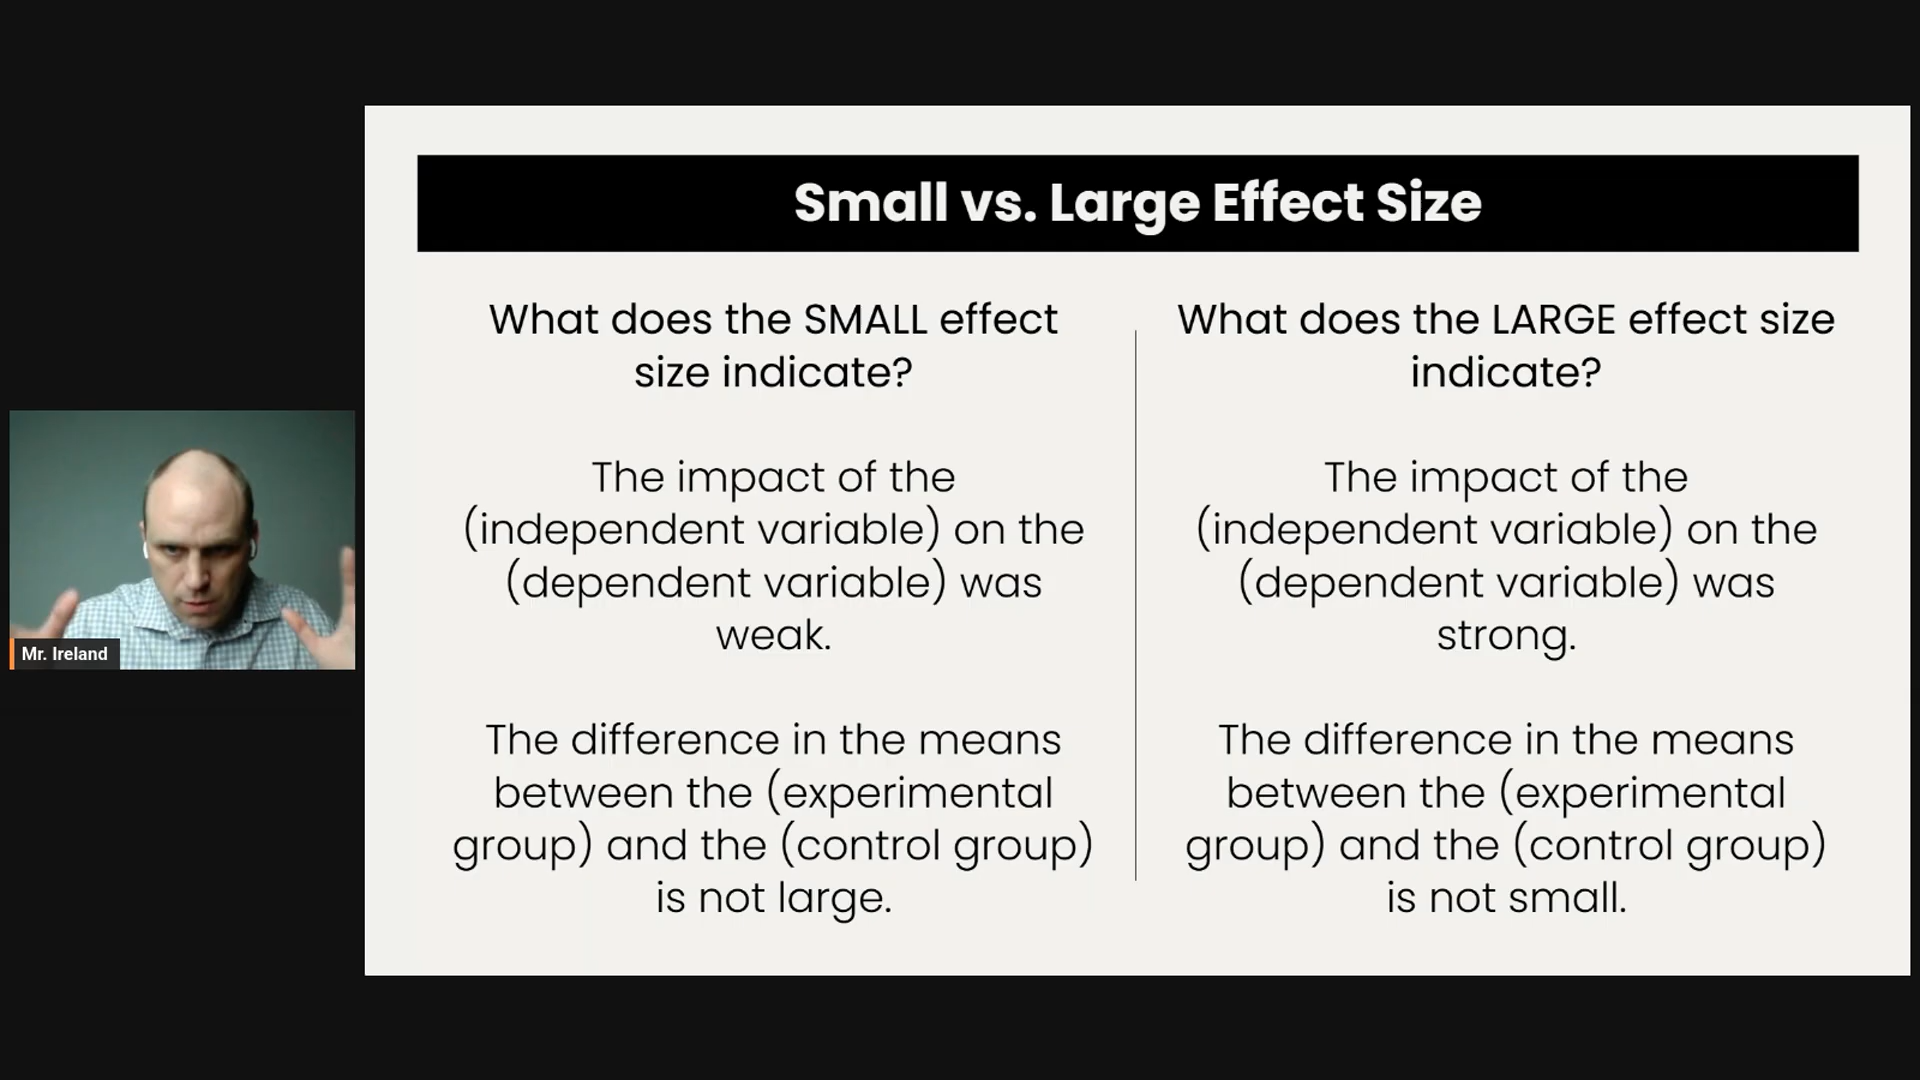 Small vs. Large Effect Size
What does the SMALL effect
size indicate?
The impact of the
(independent variable) on the
(dependent variable) was
weak.
The difference in the means
between the (experimental
group) and the (control group)
is not large.
What does the LARGE effect size
indicate?
The impact of the
(independent variable) on the
(dependent variable) was
strong.
The difference in the means
between the (experimental
group) and the (control group)
is not small.
Mr. Ireland